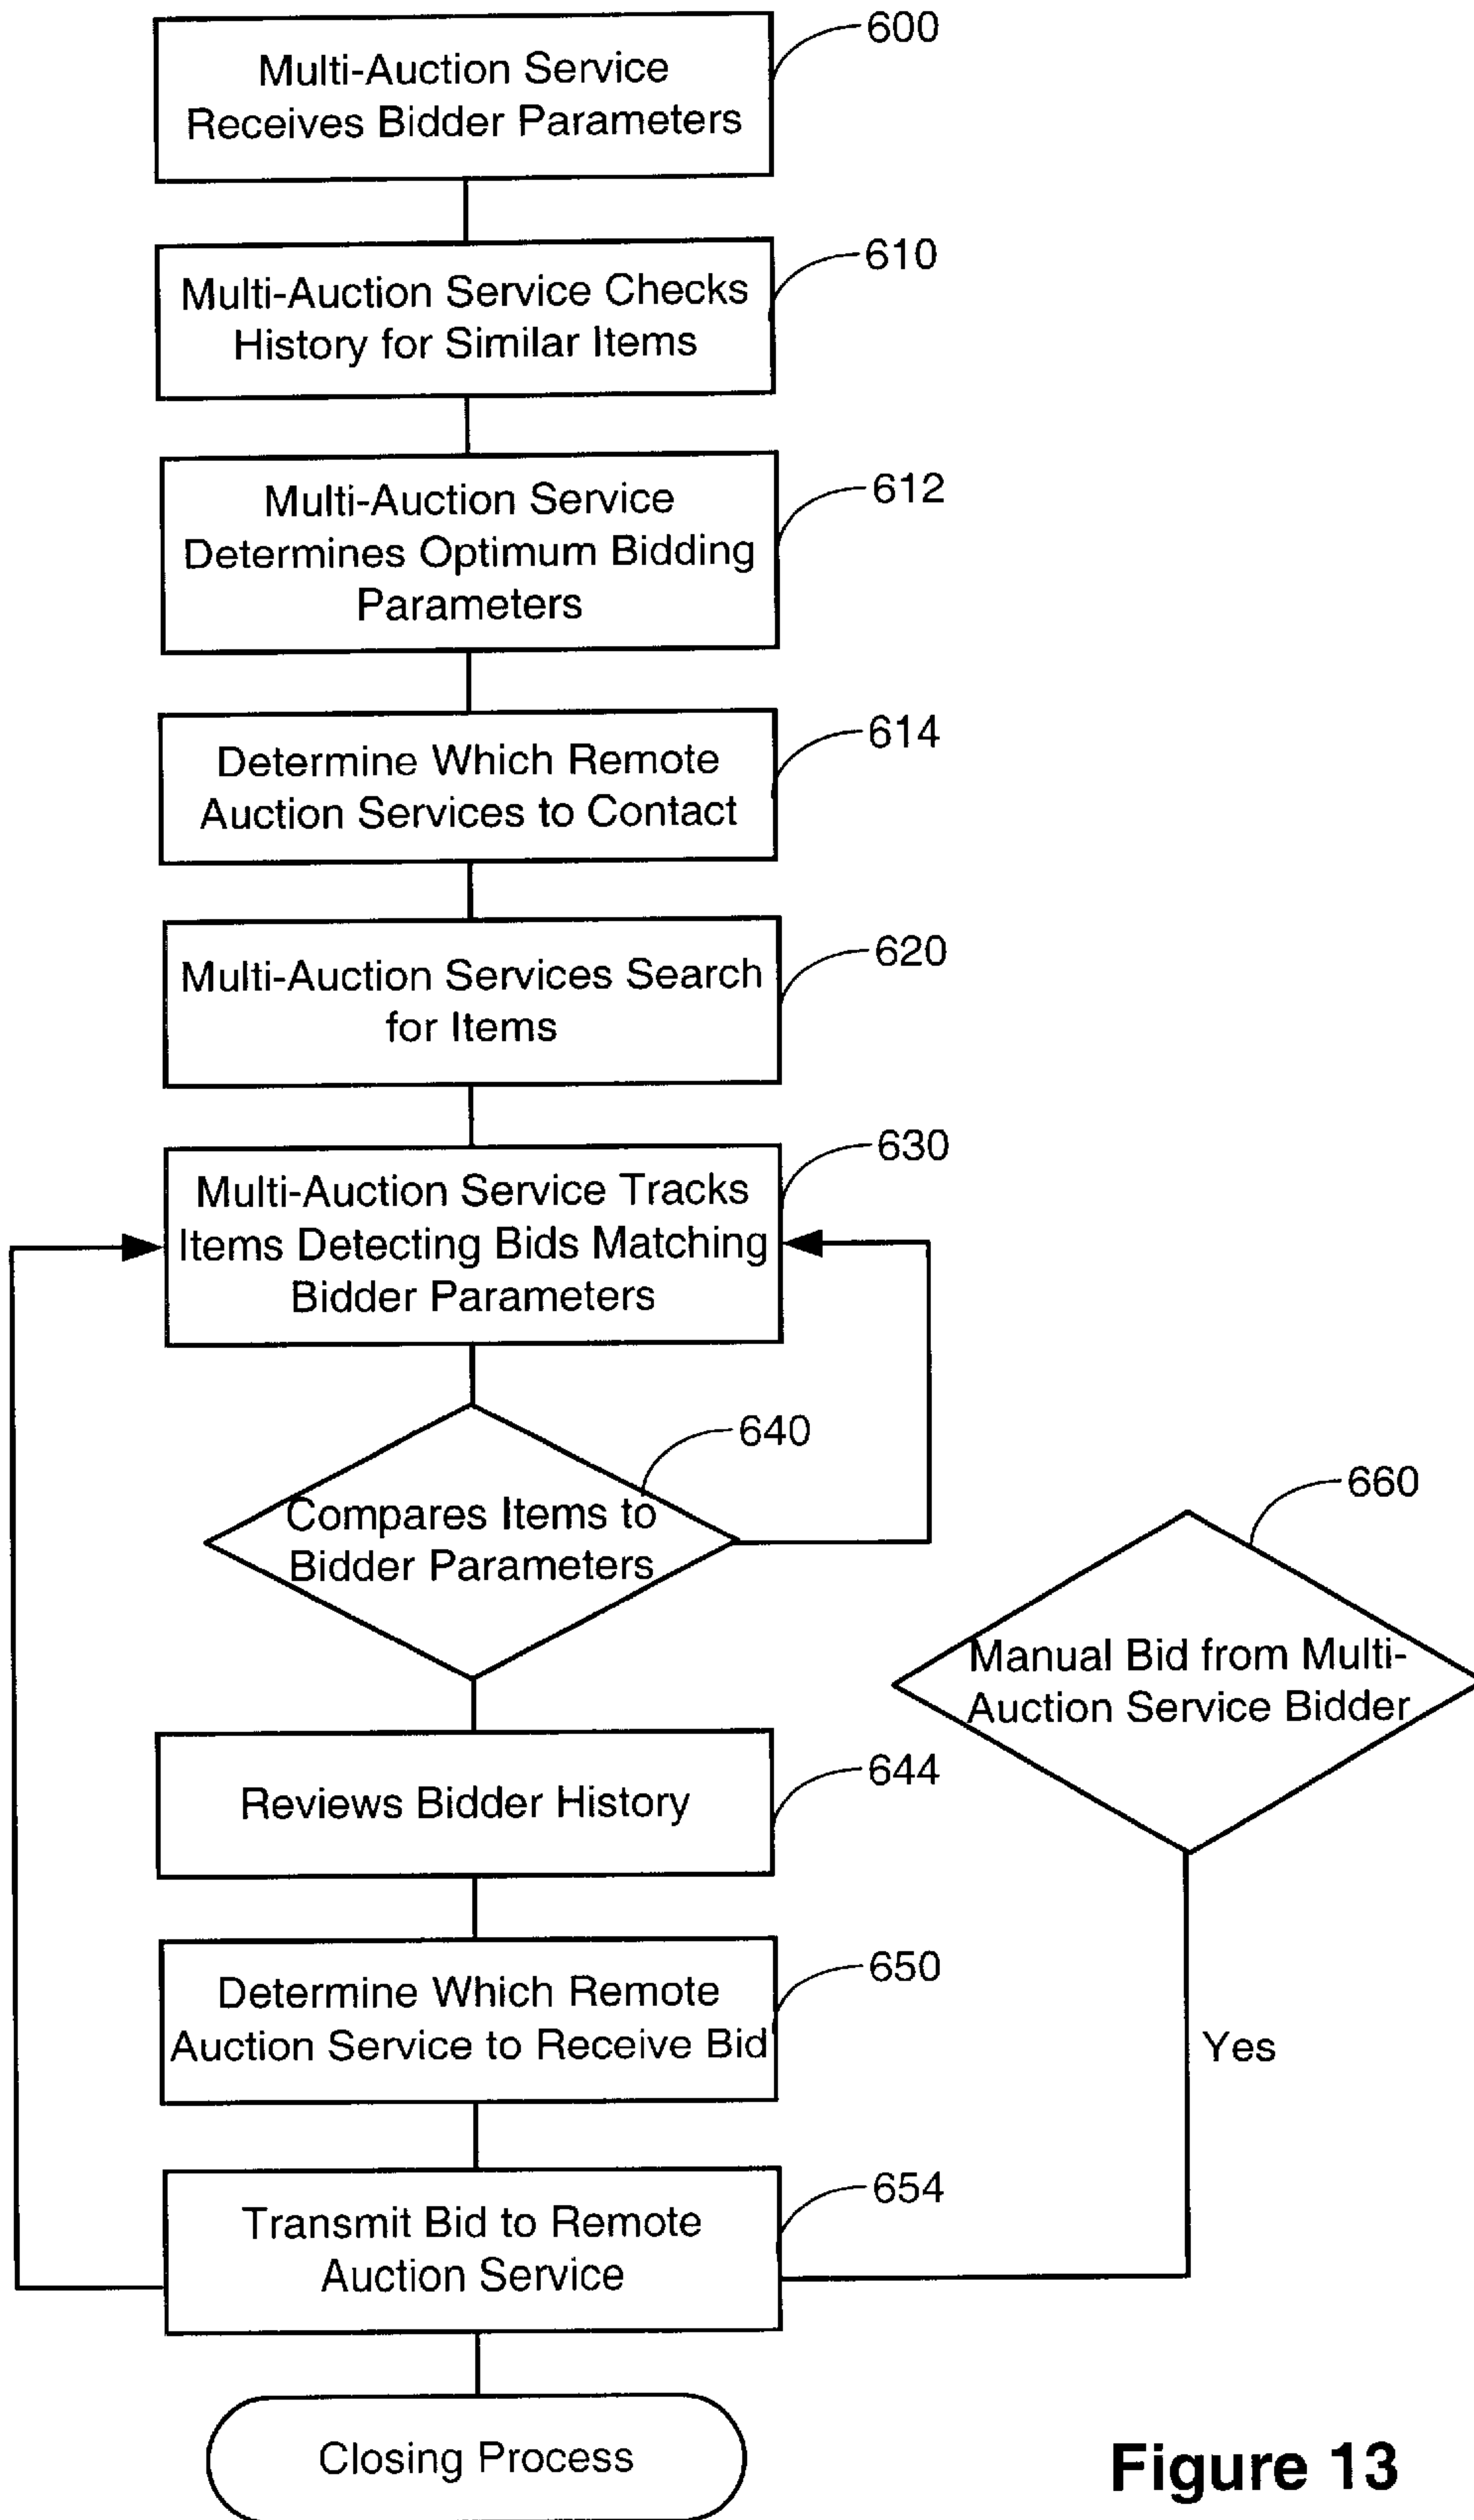 600
Multi-Auction Service
Receives Bidder Parameters
610
Multi-Auction Service Checks
History for Similar Items
612
Multi-Auction Service
Determines Optimum Bidding
Parameters
614
Determine Which Remote
Auction Services to Contact
620
Multi-Auction Services Search
for Items
630
Multi-Auction Service Tracks
Items Detecting Bids Matching
Bidder Parameters
640
Compares Items to
Bidder Parameters
660
Manual Bid from Multi-
Auction Service Bidder
644
Reviews Bidder History
650
Determine Which Remote
Auction Service to Receive Bid
Yes
654
Transmit Bid to Remote
Auction Service
Closing Process
Figure 13